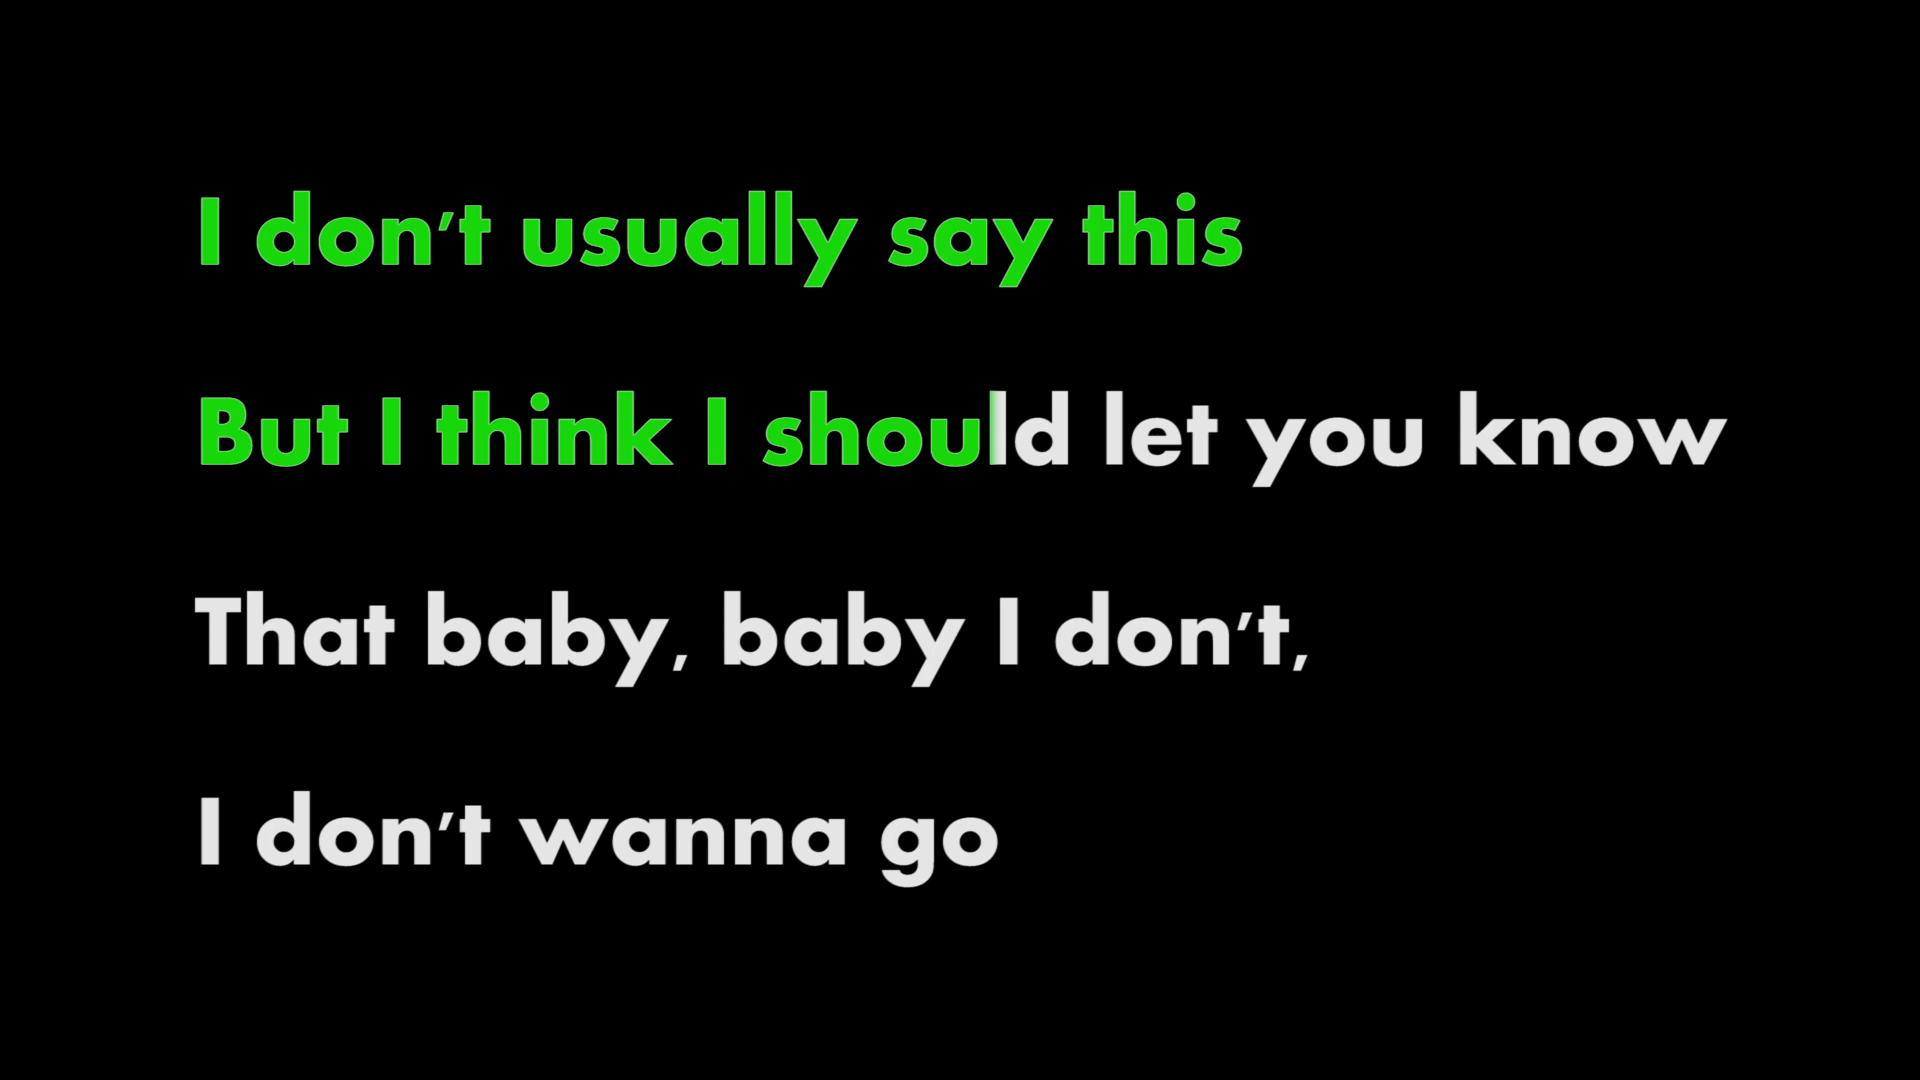 I don't usually say this
But I think I should let you know
That baby, baby I don't,
I don't wanna go